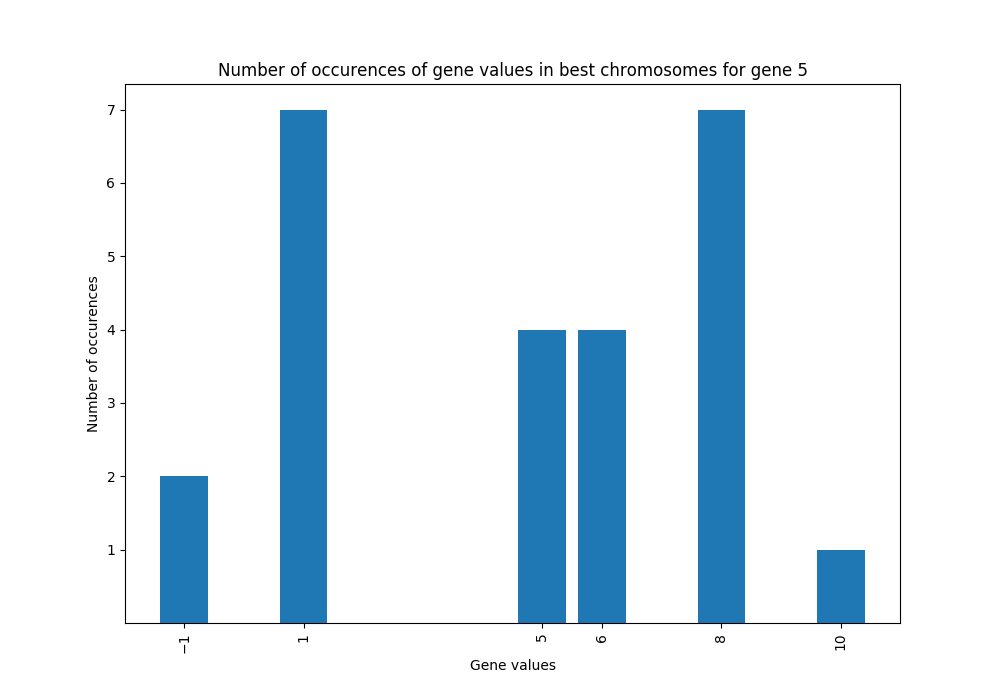 Number of occurences of gene values in best chromosomes for gene 5
7
6
5
4
3
2
1
Number of occurences
−1 1 5 6 8 10
Gene values